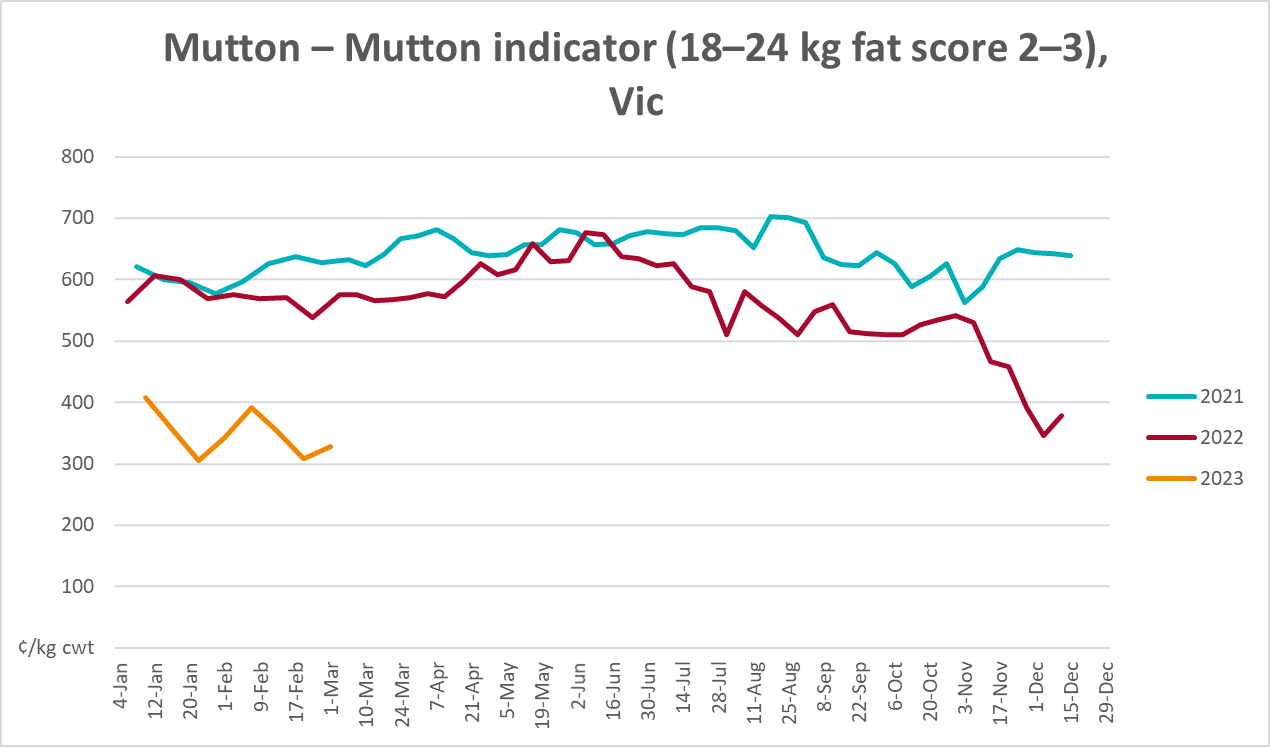 Mutton – Mutton indicator (18–24 kg fat score 2–3),
Vic
800
700
600
500
400
300
200
100
¢/kg cwt
4-Jan
12-Jan
20-Jan
1-Feb
9-Feb
17-Feb
1-Mar
10-Mar
24-Mar
7-Apr
21-Apr
5-May
19-May
2-Jun
16-Jun
30-Jun
14-Jul
28-Jul
11-Aug
25-Aug
8-Sep
22-Sep
6-Oct
20-Oct
3-Nov
17-Nov
1-Dec
15-Dec
29-Dec
2021
2022
2023